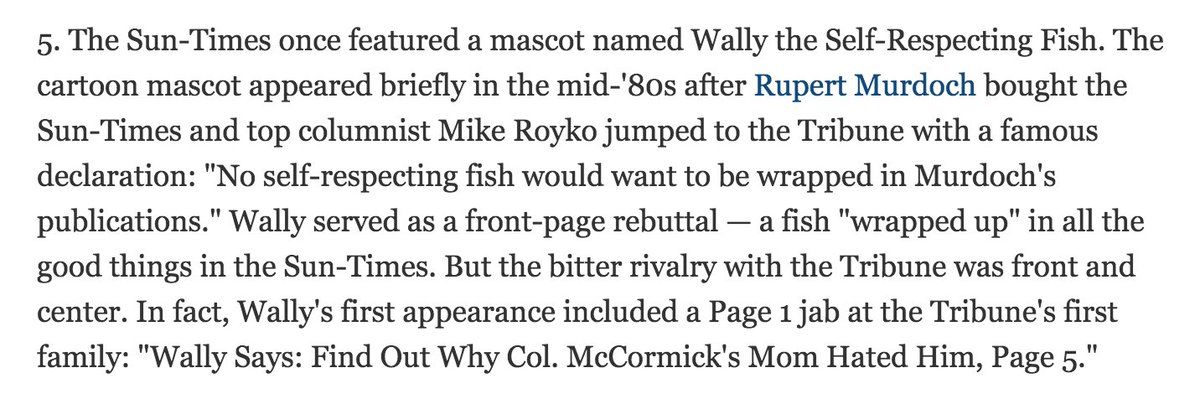 5. The Sun-Times once featured a mascot named Wally the Self-Respecting Fish. The
cartoon mascot appeared briefly in the mid-'80s after Rupert Murdoch bought the
Sun-Times and top columnist Mike Royko jumped to the Tribune with a famous
declaration: "No self-respecting fish would want to be wrapped in Murdoch's
publications." Wally served as a front-page rebuttal — a fish "wrapped up" in all the
good things in the Sun-Times. But the bitter rivalry with the Tribune was front and
center. In fact, Wally's first appearance included a Page 1 jab at the Tribune's first
family: "Wally Says: Find Out Why Col. McCormick's Mom Hated Him, Page 5."